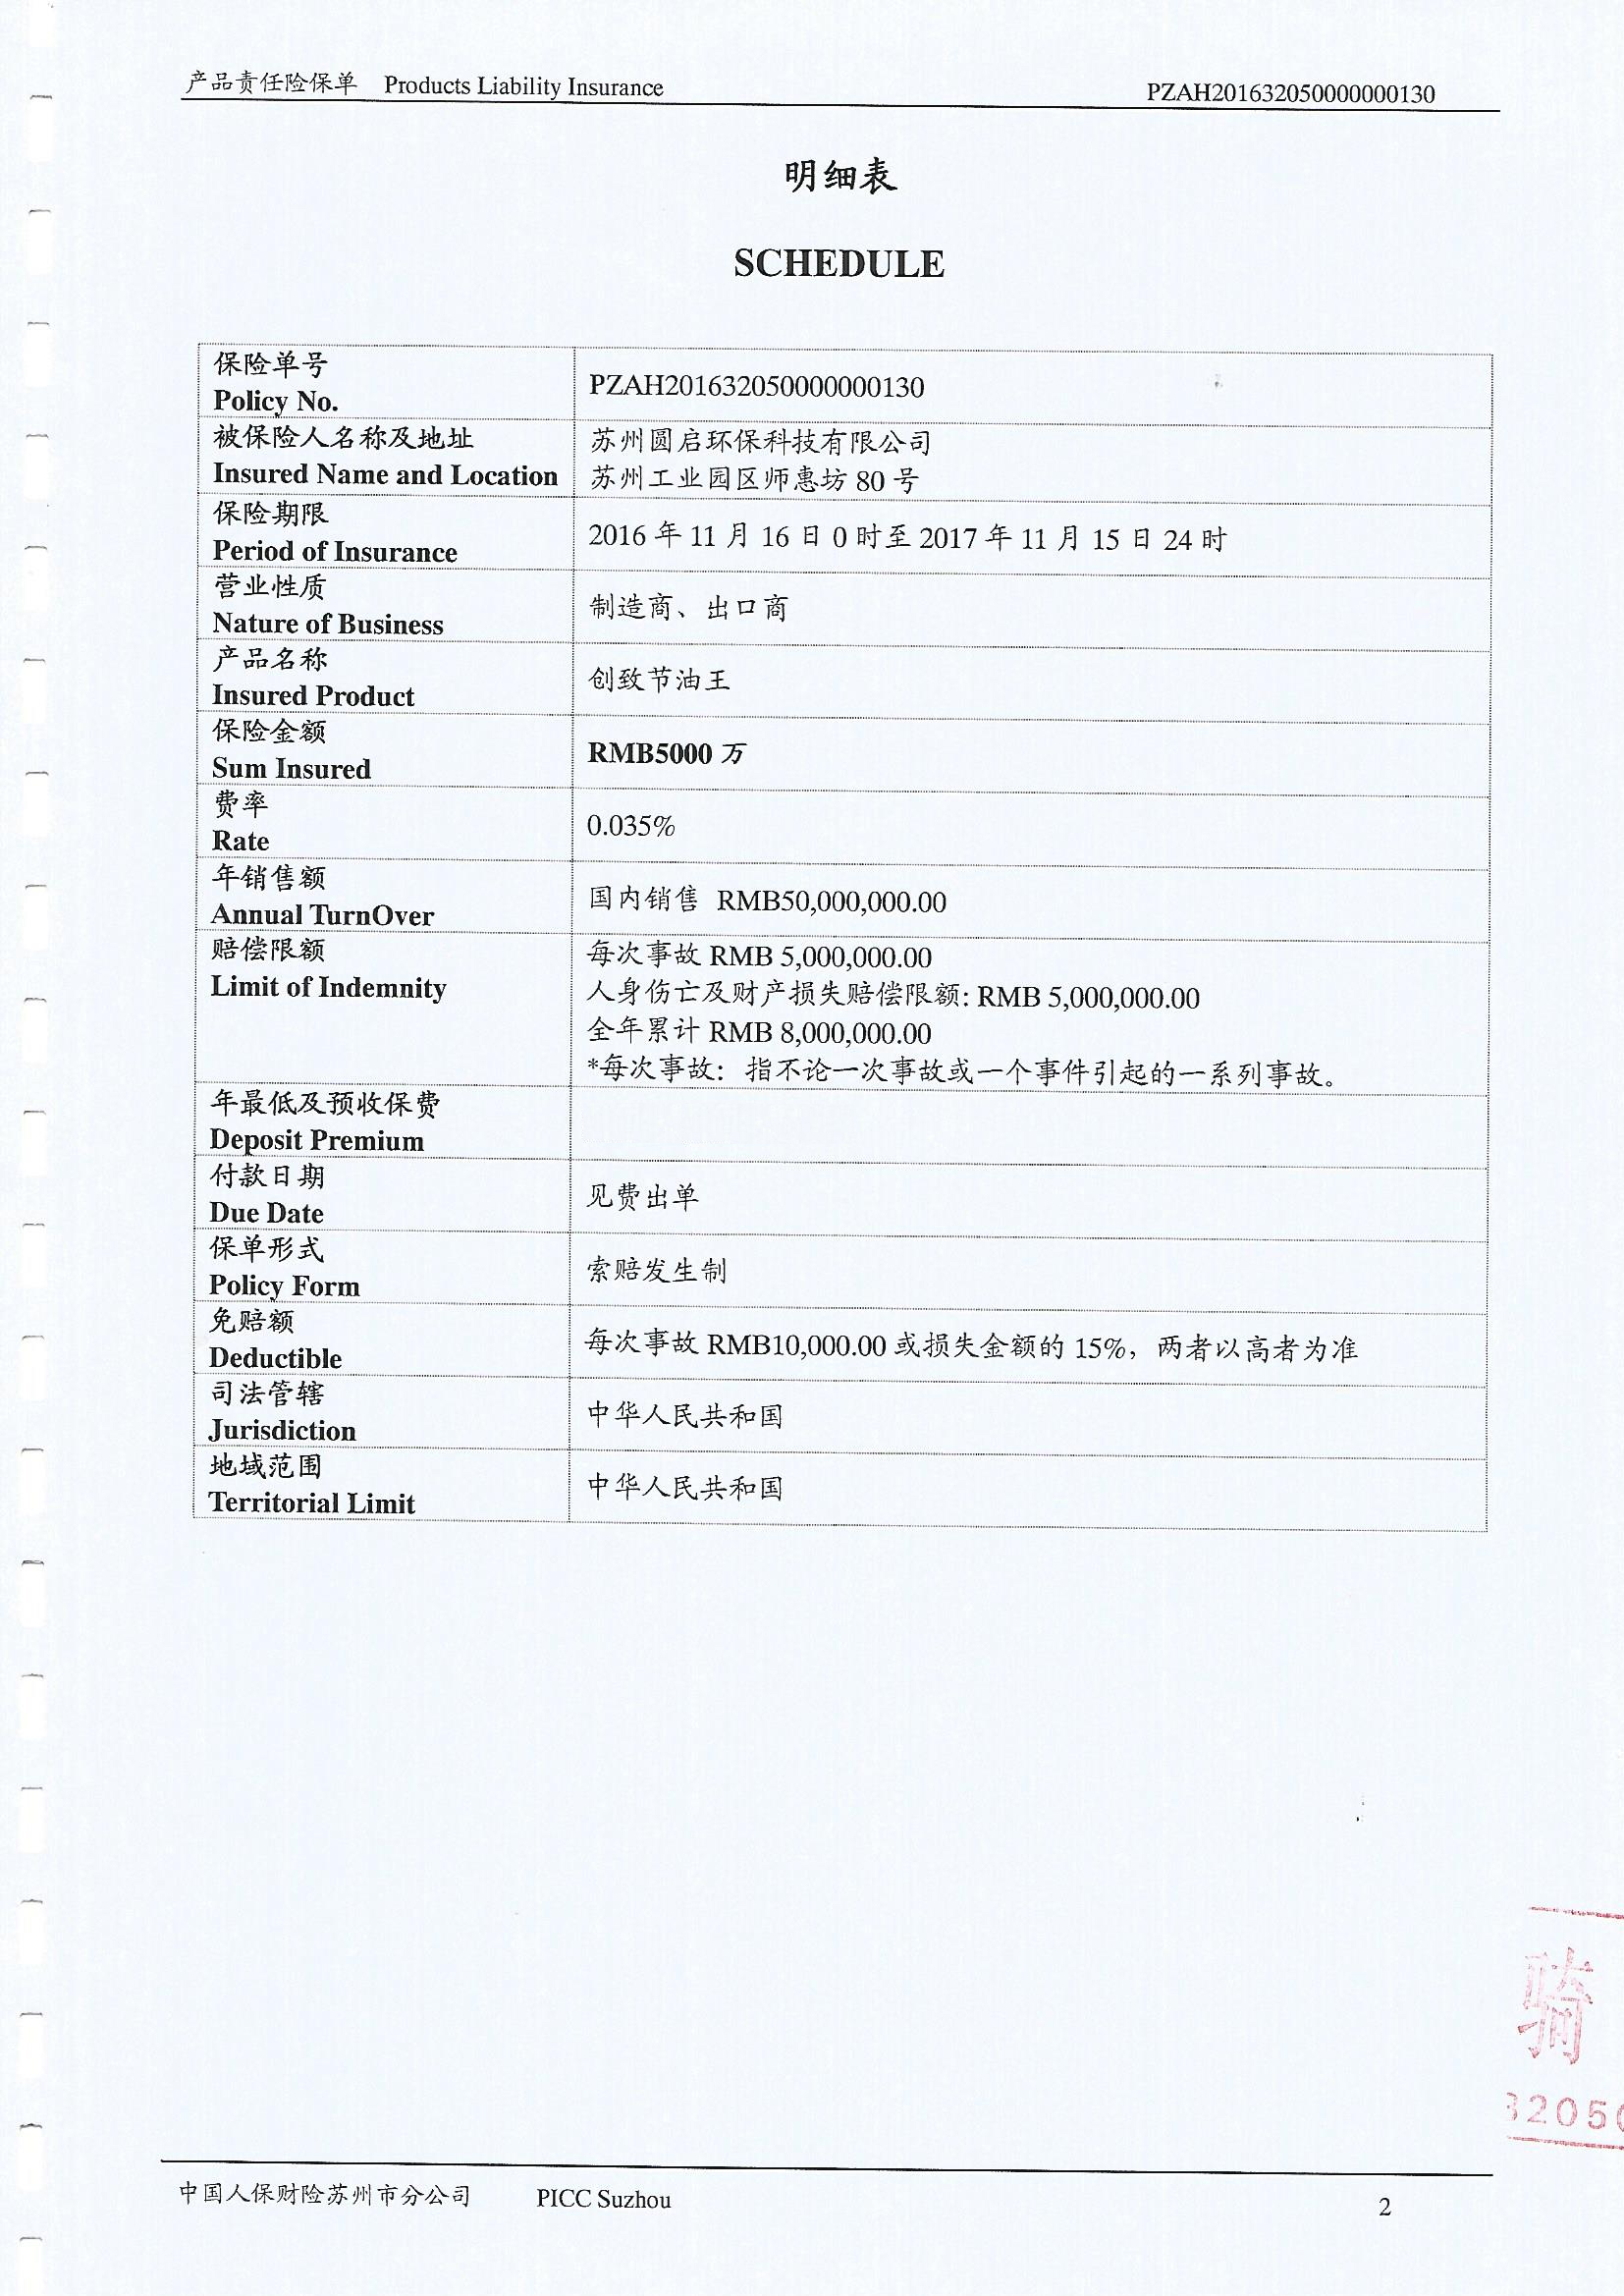 产品责任险保单 Products Liability Insurance PZAH201632050000000130
明细表
SCHEDULE
保险单号
Policy No.
PZAH201632050000000130
被保险人名称及地址
Insured Name and Location
苏州圆启环保科技有限公司
苏州工业园区师惠坊 80 号
保险期限
Period of Insurance
2016 年 11 月 16 日 0 时至 2017 年 11 月 15 日 24 时
营业性质
Nature of Business
制造商、出口商
产品名称
Insured Product
创致节油王
保险金额
Sum Insured
RMB5000 万
费率
Rate
0.035%
年销售额
Annual TurnOver
国内销售 RMB50,000,000.00
赔偿限额
Limit of Indemnity
每次事故 RMB 5,000,000.00
人身伤亡及财产损失赔偿限额: RMB 5,000,000.00
全年累计 RMB 8,000,000.00
*每次事故：指不论一次事故或一个事件引起的一系列事故。
年最低及预收保费
Deposit Premium
付款日期
Due Date
见费出单
保单形式
Policy Form
索赔发生制
免赔额
Deductible
每次事故 RMB10,000.00 或损失金额的 15%，两者以高者为准
司法管辖
Jurisdiction
中华人民共和国
地域范围
Territorial Limit
中华人民共和国
骑
32050
中国人保财险苏州市分公司 PICC Suzhou 2